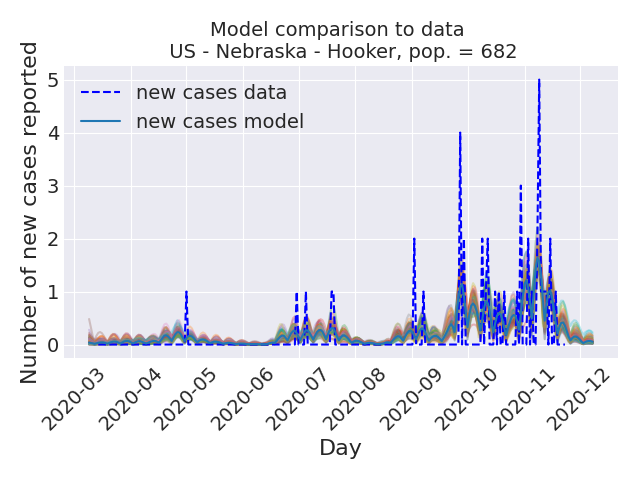 Model comparison to data
US - Nebraska - Hooker, pop. = 682
Number of new cases reported
5
4
3
2
1
0
new cases data
new cases model
2020-03
2020-04
2020-05
2020-06
2020-07
2020-08
2020-09
2020-10
2020-11
2020-12
Day